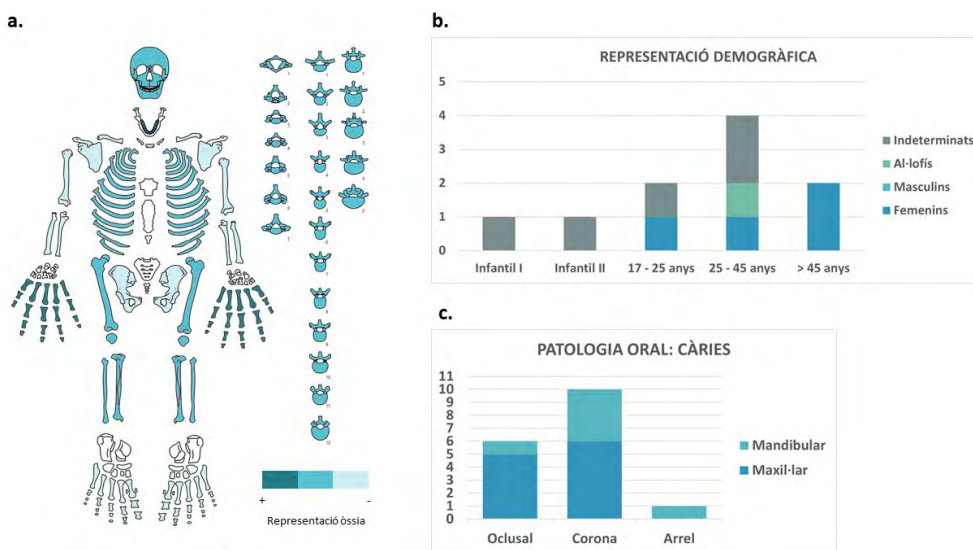 a.
+
-
Representació òssia
b.
REPRESENTACIÓ DEMOGRÀFICA
5
4
3
2
1
0
Infantil I
Infantil II
17 - 25 anys
25 - 45 anys
> 45 anys
Indeterminats
Al·lofís
Masculins
Femenins
c.
PATOLOGIA ORAL: CÀRIES
11
10
9
8
7
6
5
4
3
2
1
0
Oclusal
Corona
Arrel
Mandibular
Maxil·lar